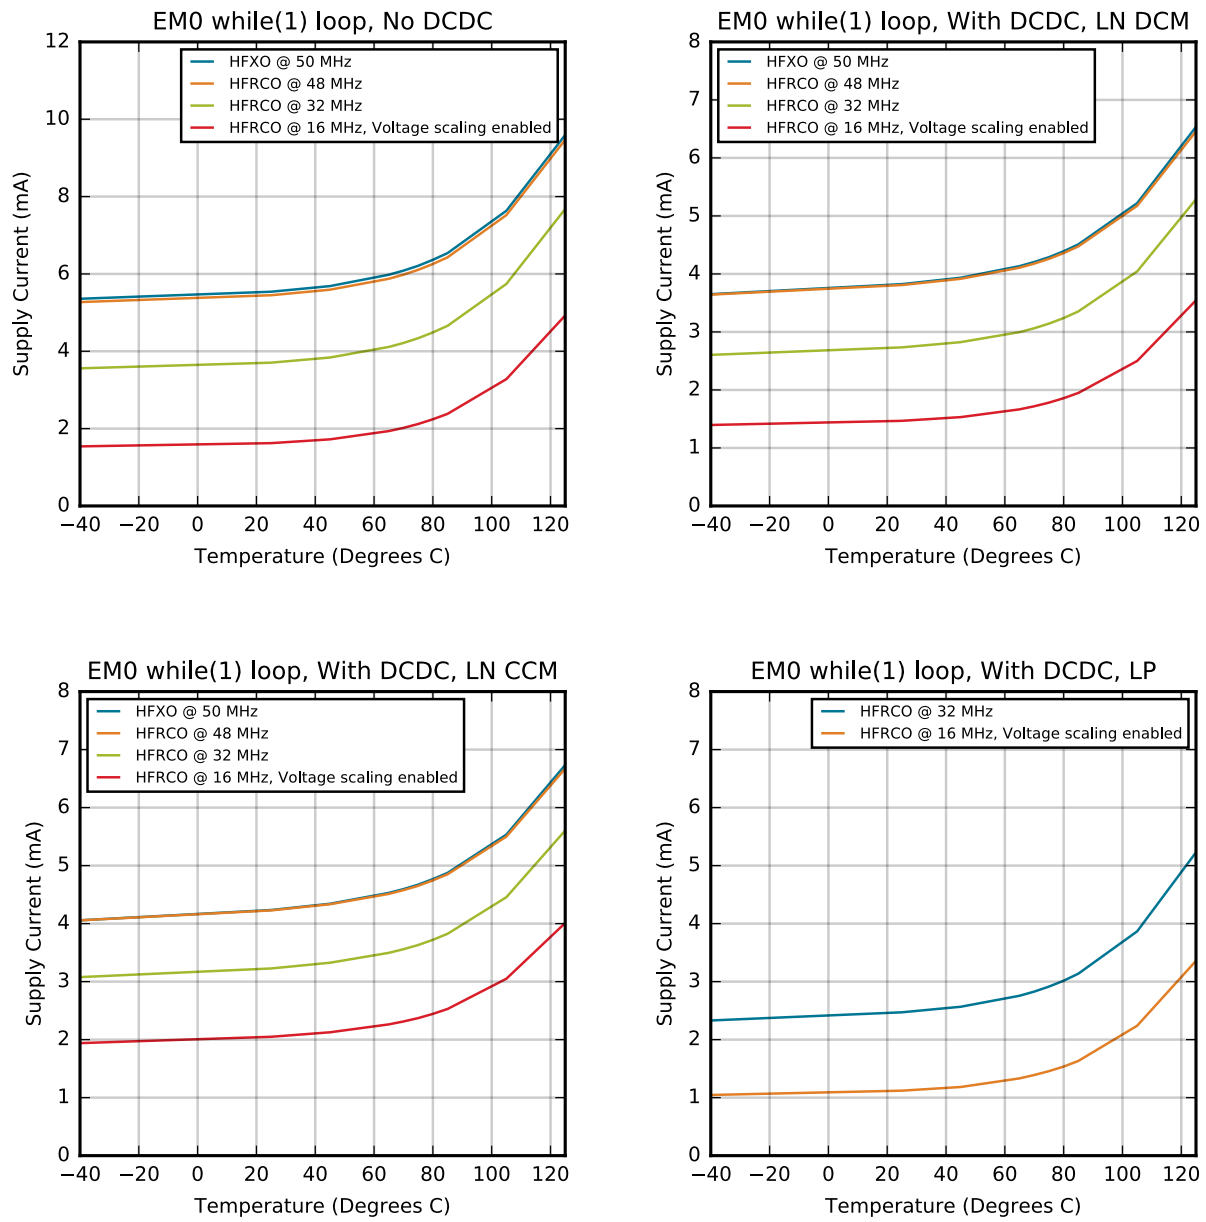 EM0 while(1) loop, No DCDC
12
10
8
6
4
2
0
Supply Current (mA)
HFXO @ 50 MHz
HFRCO @ 48 MHz
HFRCO @ 32 MHz
HFRCO @ 16 MHz, Voltage scaling enabled
−40 −20 0 20 40 60 80 100 120
Temperature (Degrees C)
EM0 while(1) loop, With DCDC, LN DCM
8
7
6
5
4
3
2
1
0
Supply Current (mA)
HFXO @ 50 MHz
HFRCO @ 48 MHz
HFRCO @ 32 MHz
HFRCO @ 16 MHz, Voltage scaling enabled
−40 −20 0 20 40 60 80 100 120
Temperature (Degrees C)
EM0 while(1) loop, With DCDC, LN CCM
8
7
6
5
4
3
2
1
0
Supply Current (mA)
HFXO @ 50 MHz
HFRCO @ 48 MHz
HFRCO @ 32 MHz
HFRCO @ 16 MHz, Voltage scaling enabled
−40 −20 0 20 40 60 80 100 120
Temperature (Degrees C)
EM0 while(1) loop, With DCDC, LP
8
7
6
5
4
3
2
1
0
Supply Current (mA)
HFRCO @ 32 MHz
HFRCO @ 16 MHz, Voltage scaling enabled
−40 −20 0 20 40 60 80 100 120
Temperature (Degrees C)